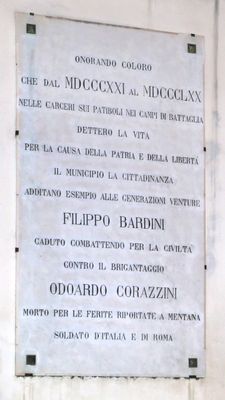 ONORANDO COLORO
CHE DAL MDCCCXXI AL MDCCCLXX
NELLE CARCERI SUI PATIBOLI NEI CAMPI DI BATTAGLIA
DETTERO LA VITA
PER LA CAUSA DELLA PATRIA E DELLA LIBERTÁ
IL MUNICIPIO LA CITTADINANZA
ADDITANO ESEMPIO ALLE GENERAZIONI VENTURE
FILIPPO BARDINI
CADUTO COMBATTENDO PER LA CIVILTÁ
CONTRO IL BRIGANTAGGIO
ODOARDO CORAZZINI
MORTO PER LE FERITE RIPORTATE A MENTANA
SOLDATO D'ITALIA E DI ROMA